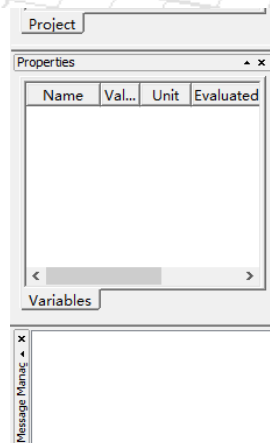 Project
Properties
Name Val... Unit Evaluated
Variables
Message Manag